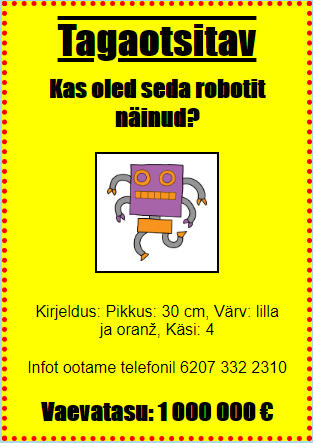 Tagaotsitav
Kas oled seda robotit
näinud?
Kirjeldus: Pikkus: 30 cm, Värv: lilla
ja oranž, Käsi: 4
Infot ootame telefonil 6207 332 2310
Vaevatasu: 1 000 000 €